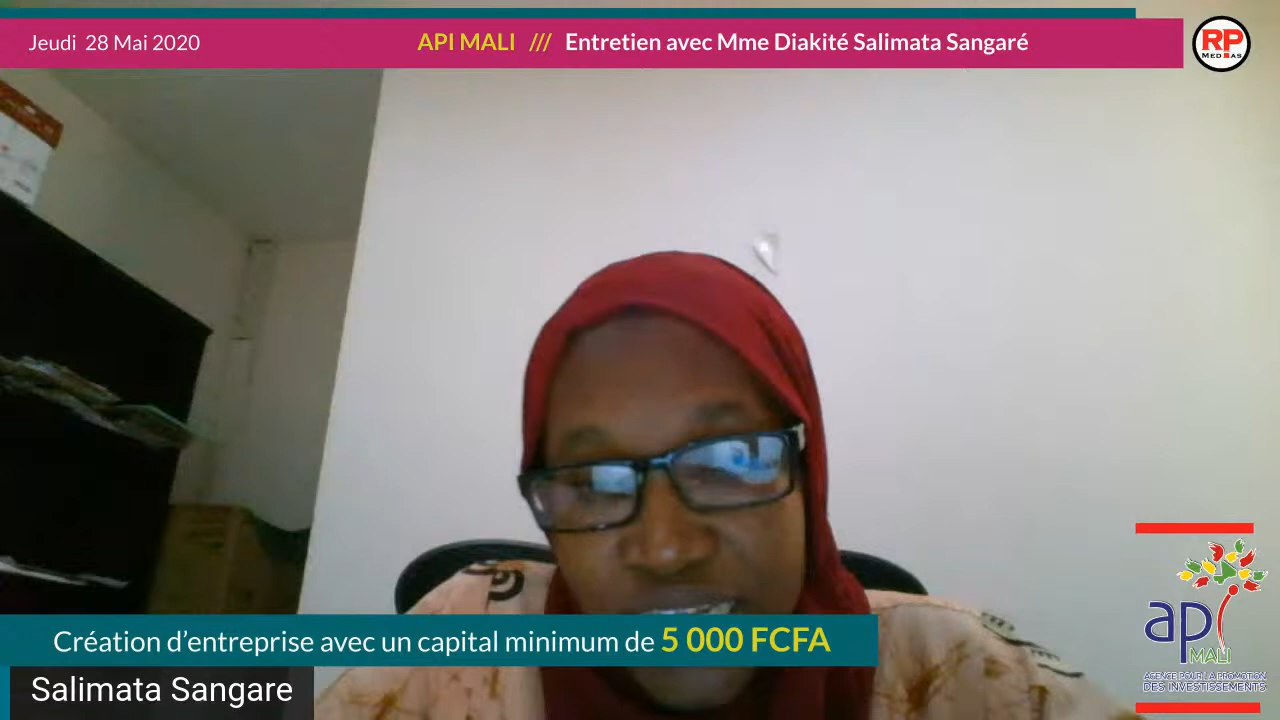 Jeudi 28 Mai 2020
API MALI /// Entretien avec Mme Diakité Salimata Sangaré
RP
MEDIAS
Création d’entreprise avec un capital minimum de 5 000 FCFA
Salimata Sangare
api
MALI
AGENCE POUR LA PROMOTION
DES INVESTISSEMENTS